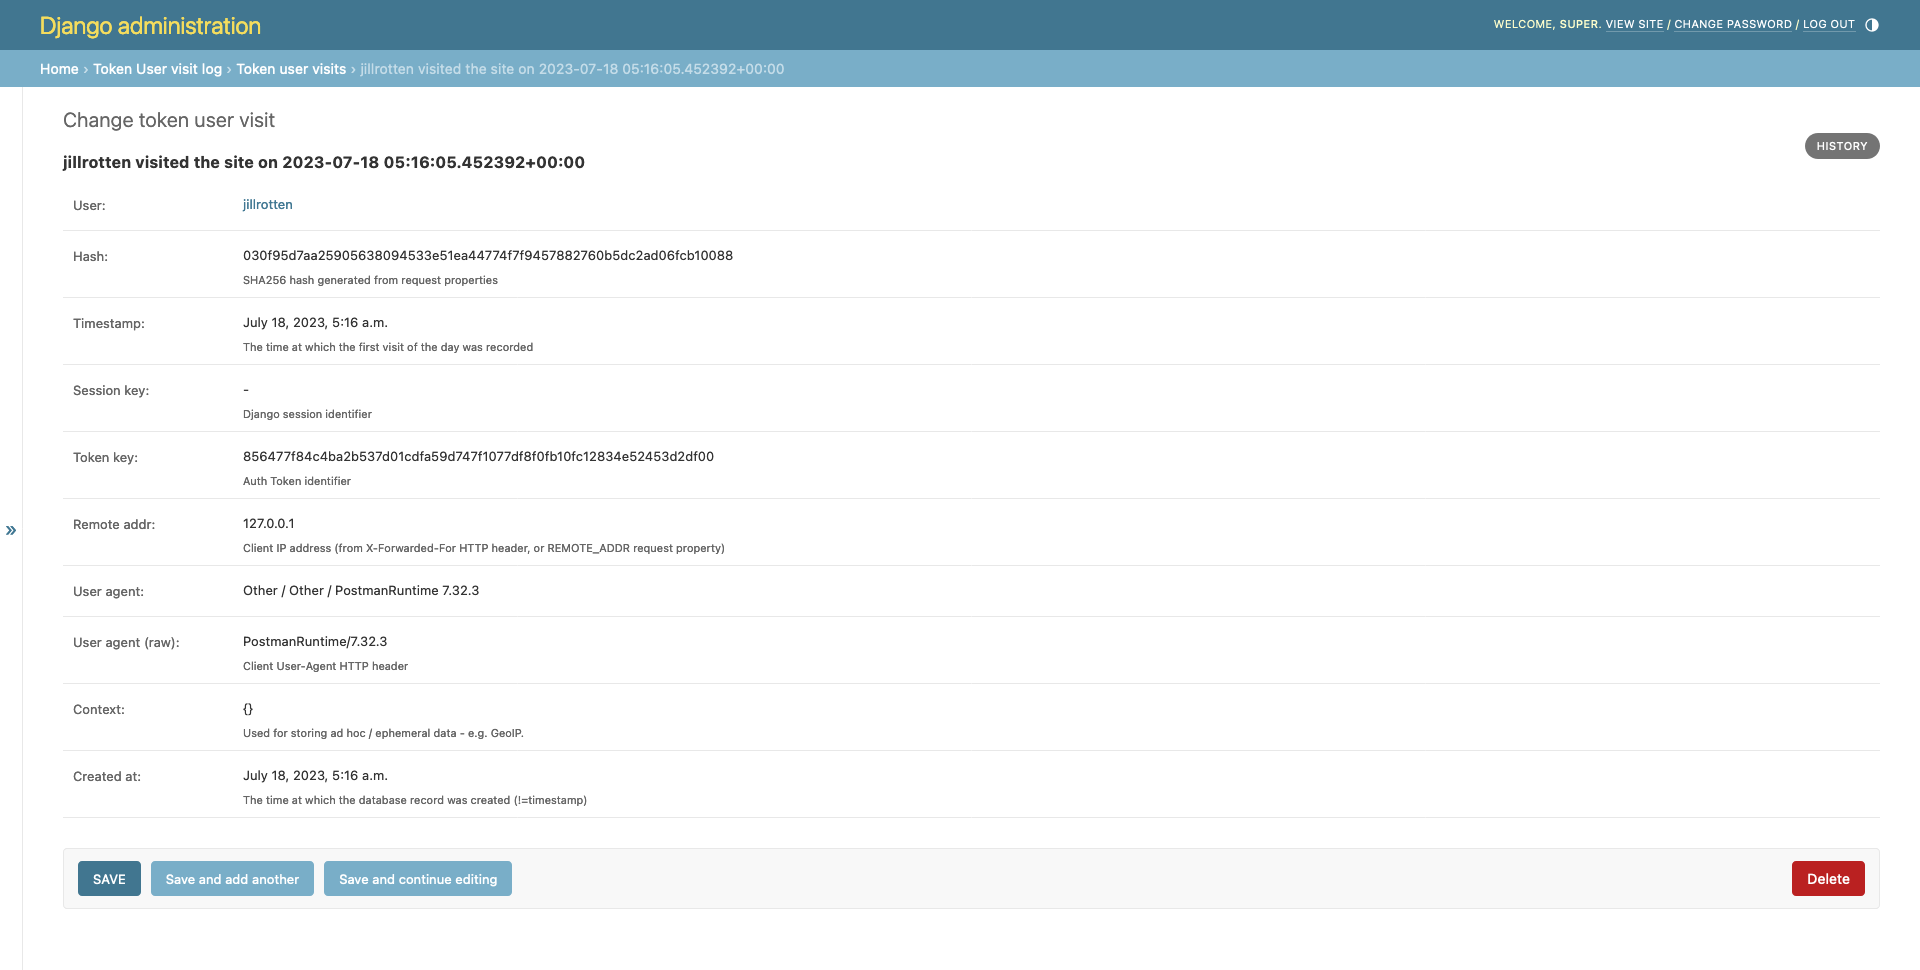 Django administration
WELCOME, SUPER. VIEW SITE / CHANGE PASSWORD / LOG OUT
Home › Token User visit log › Token user visits › jillrotten visited the site on 2023-07-18 05:16:05.452392+00:00
Change token user visit
HISTORY
jillrotten visited the site on 2023-07-18 05:16:05.452392+00:00
User: jillrotten
Hash: 030f95d7aa25905638094533e51ea44774f7f9457882760b5dc2ad06fcb10088
SHA256 hash generated from request properties
Timestamp: July 18, 2023, 5:16 a.m.
The time at which the first visit of the day was recorded
Session key: -
Django session identifier
Token key: 856477f84c4ba2b537d01cdfa59d747f1077df8f0fb10fc12834e52453d2df00
Auth Token identifier
Remote addr: 127.0.0.1
Client IP address (from X-Forwarded-For HTTP header, or REMOTE_ADDR request property)
»
User agent: Other / Other / PostmanRuntime 7.32.3
User agent (raw): PostmanRuntime/7.32.3
Client User-Agent HTTP header
Context: {}
Used for storing ad hoc / ephemeral data - e.g. GeoIP.
Created at: July 18, 2023, 5:16 a.m.
The time at which the database record was created (!=timestamp)
SAVE Save and add another Save and continue editing Delete